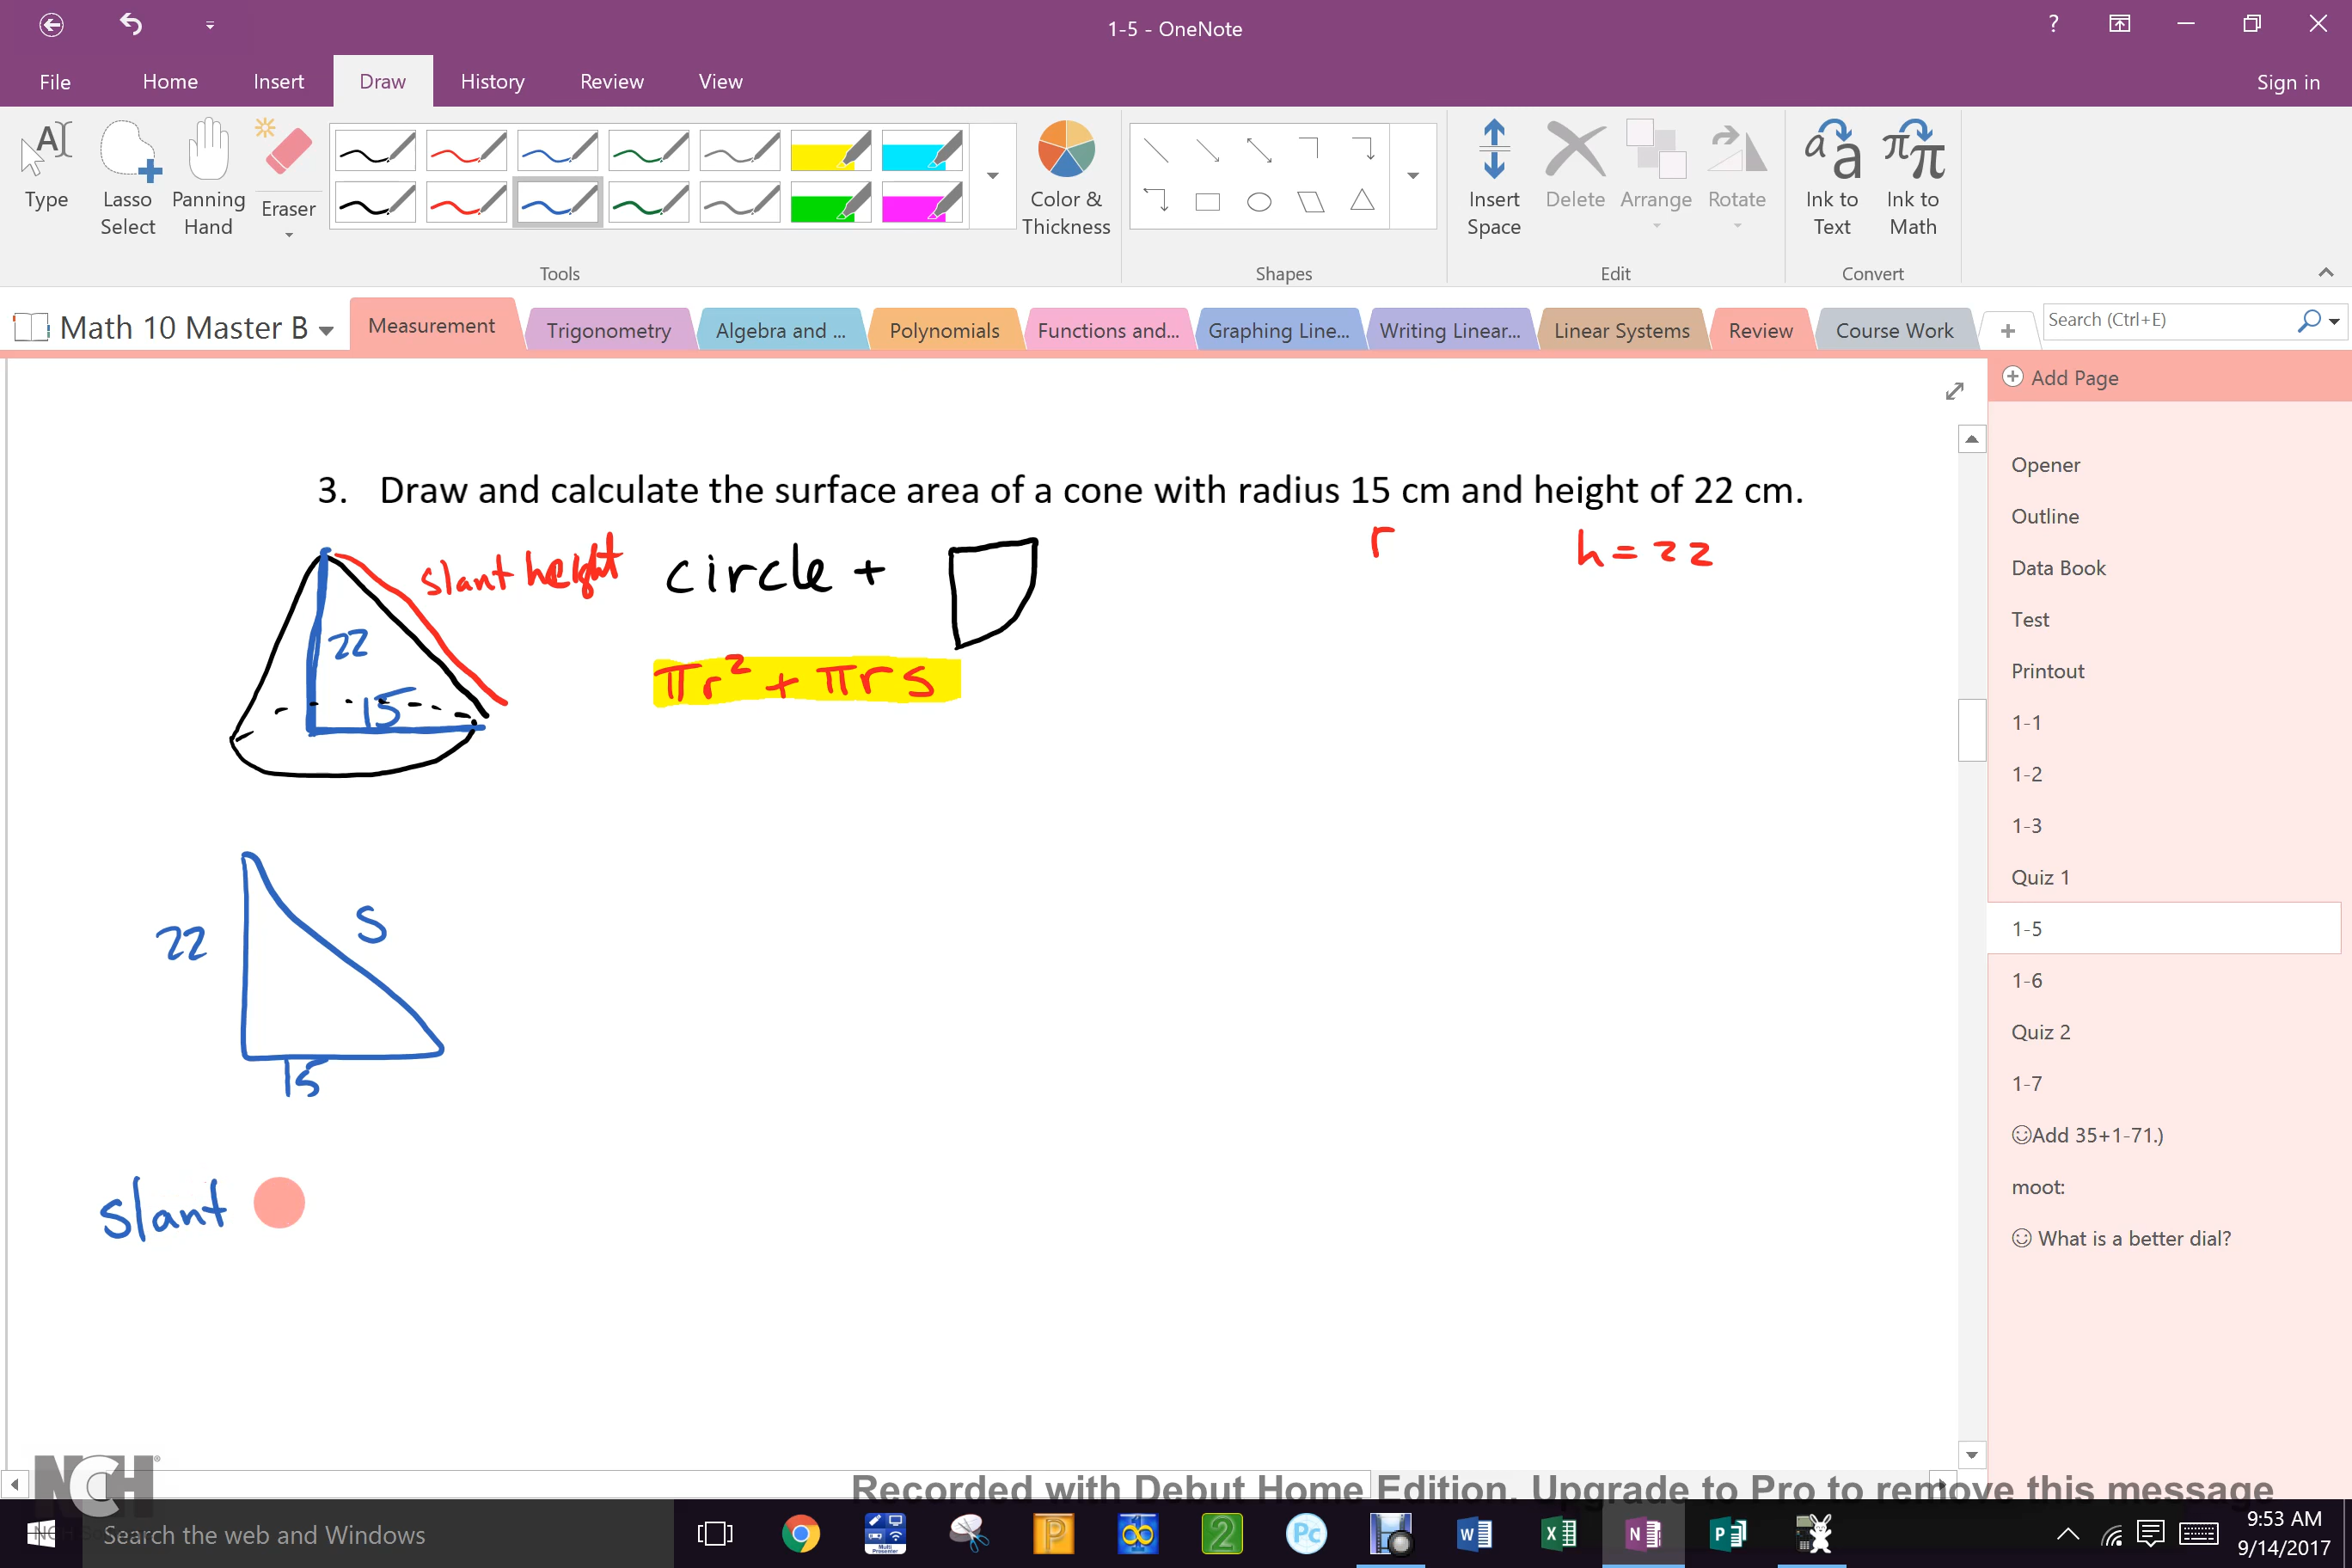 1-5 - OneNote
?
File Home Insert Draw History Review View Sign in
Type
Lasso Select
Panning Hand
Eraser
Color & Thickness
Insert Space
Delete
Arrange
Rotate
Ink to Text
Ink to Math
Tools Shapes Edit Convert
Math 10 Master B Measurement Trigonometry Algebra and ... Polynomials Functions and... Graphing Line... Writing Linear... Linear Systems Review Course Work + Search (Ctrl+E)
Add Page
Opener
Outline
Data Book
Test
Printout
1-1
1-2
1-3
Quiz 1
1-5
1-6
Quiz 2
1-7
☺Add 35+1-71.)
moot:
☺ What is a better dial?
3. Draw and calculate the surface area of a cone with radius 15 cm and height of 22 cm.
r h = 22
slant height circle +
22
πr² + πrs
15
22 s
15
slant
NCH
Recorded with Debut Home Edition. Upgrade to Pro to remove this message
Search the web and Windows
9:53 AM
9/14/2017